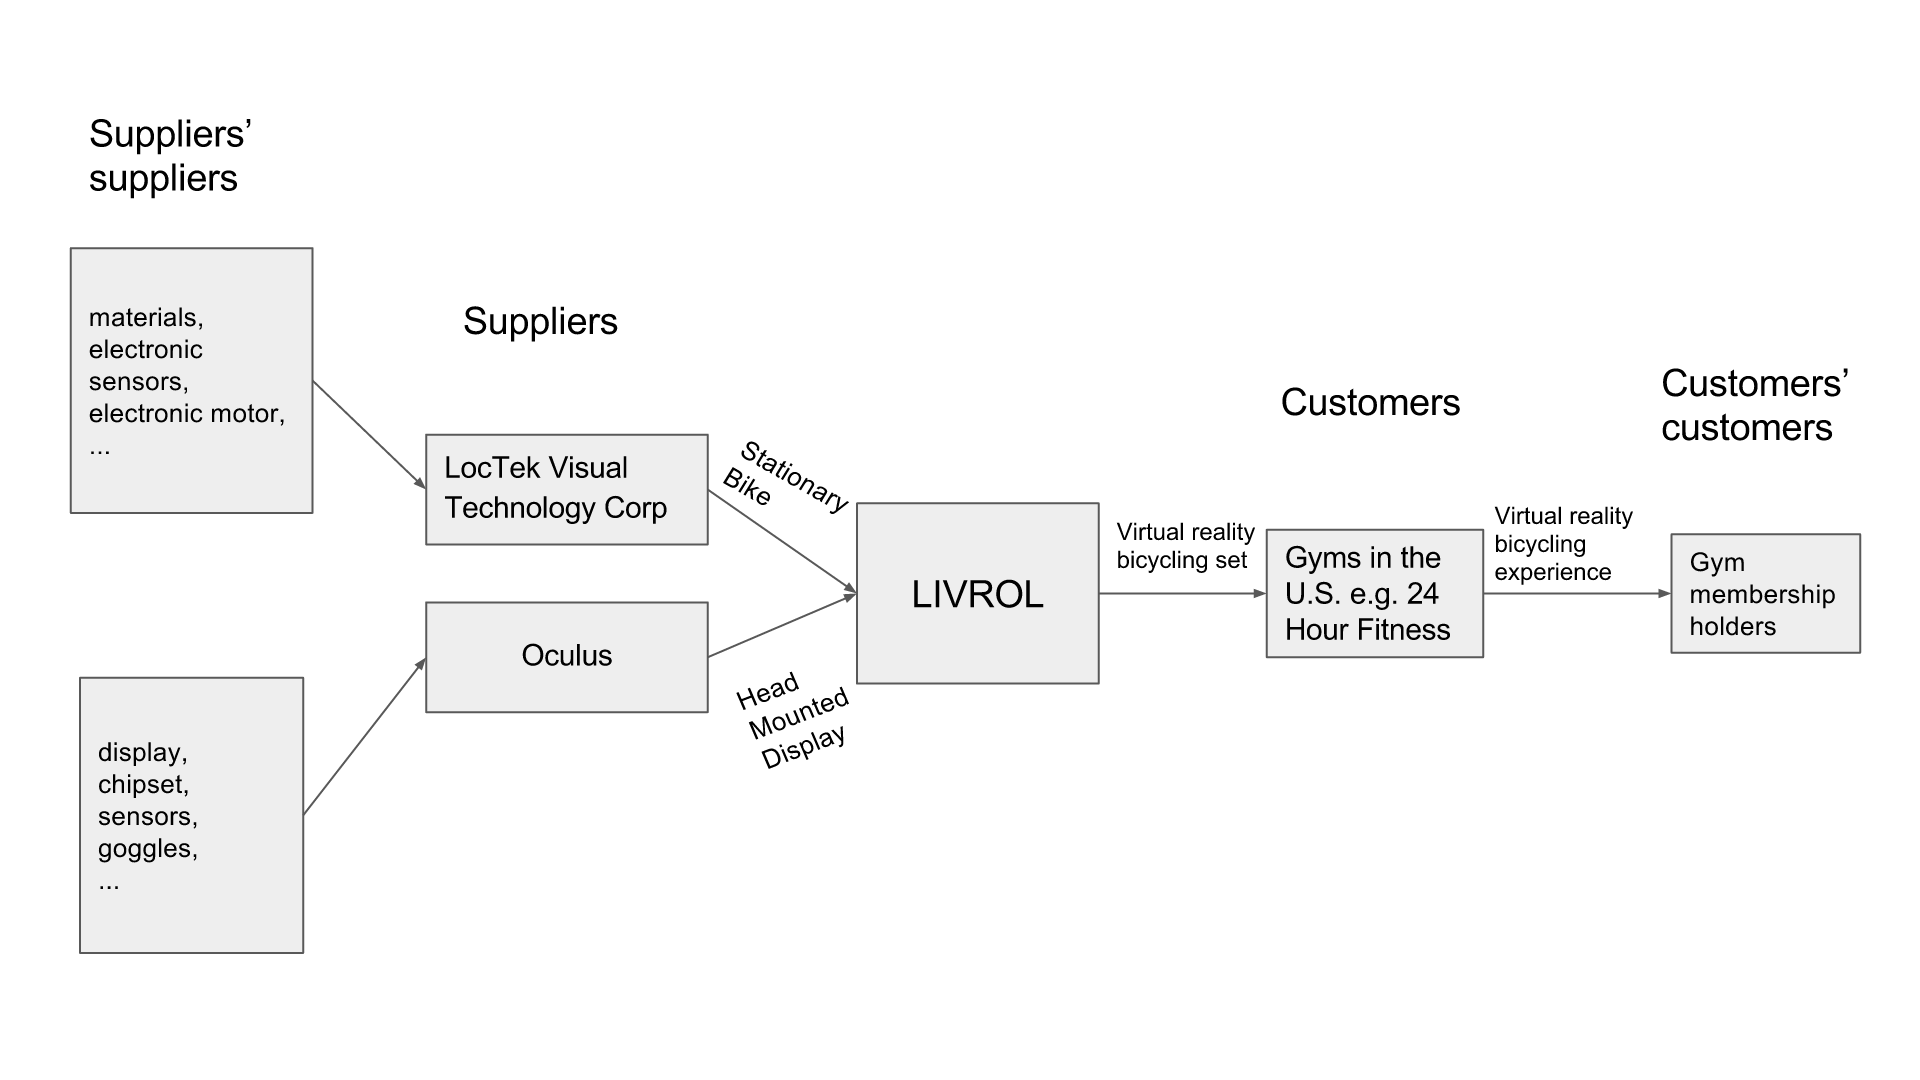 Suppliers’
suppliers
materials,
electronic
sensors,
electronic motor,
...
display,
chipset,
sensors,
goggles,
...
Suppliers
LocTek Visual
Technology Corp
Oculus
Stationary
Bike
Head
Mounted
Display
LIVROL
Virtual reality
bicycling set
Customers
Gyms in the
U.S. e.g. 24
Hour Fitness
Virtual reality
bicycling
experience
Customers’
customers
Gym
membership
holders